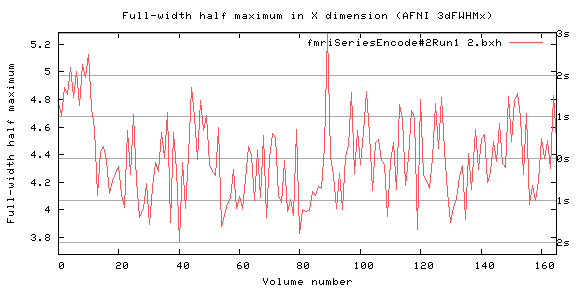 Full-width half maximum in X dimension (AFNI 3dFWHMx)
fmriSeriesEncode#2Run1 2.bxh
Full-width half maximum
5.2
5
4.8
4.6
4.4
4.2
4
3.8
3s
2s
1s
0s
1s
2s
0 20 40 60 80 100 120 140 160
Volume number